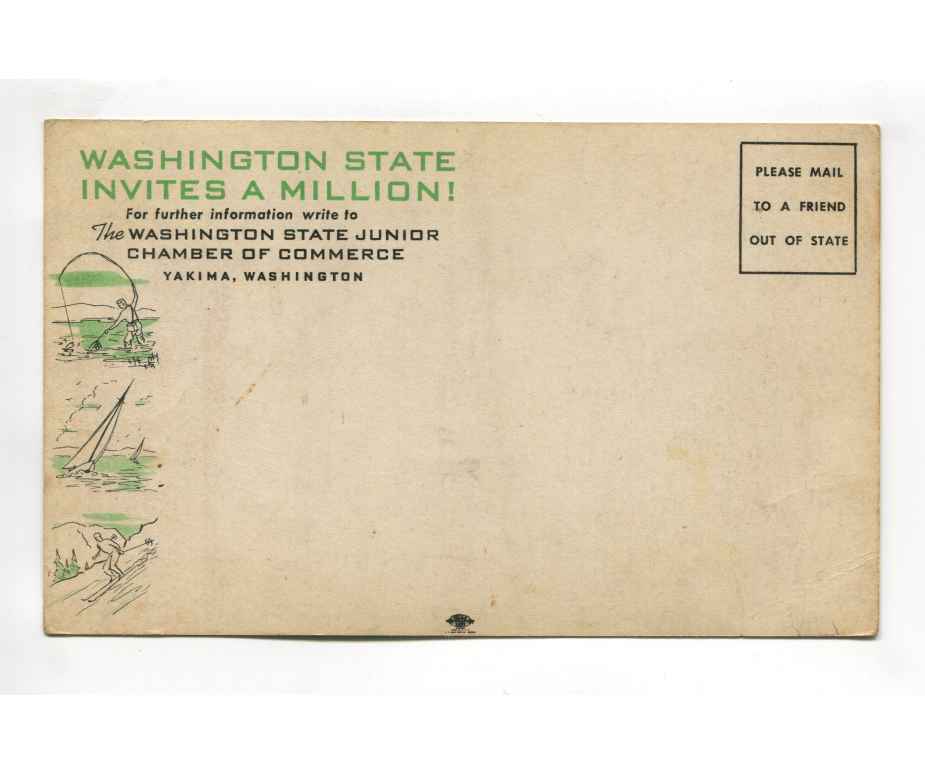 WASHINGTON STATE
INVITES A MILLION!
For further information write to
The WASHINGTON STATE JUNIOR
CHAMBER OF COMMERCE
YAKIMA, WASHINGTON
PLEASE MAIL
TO A FRIEND
OUT OF STATE